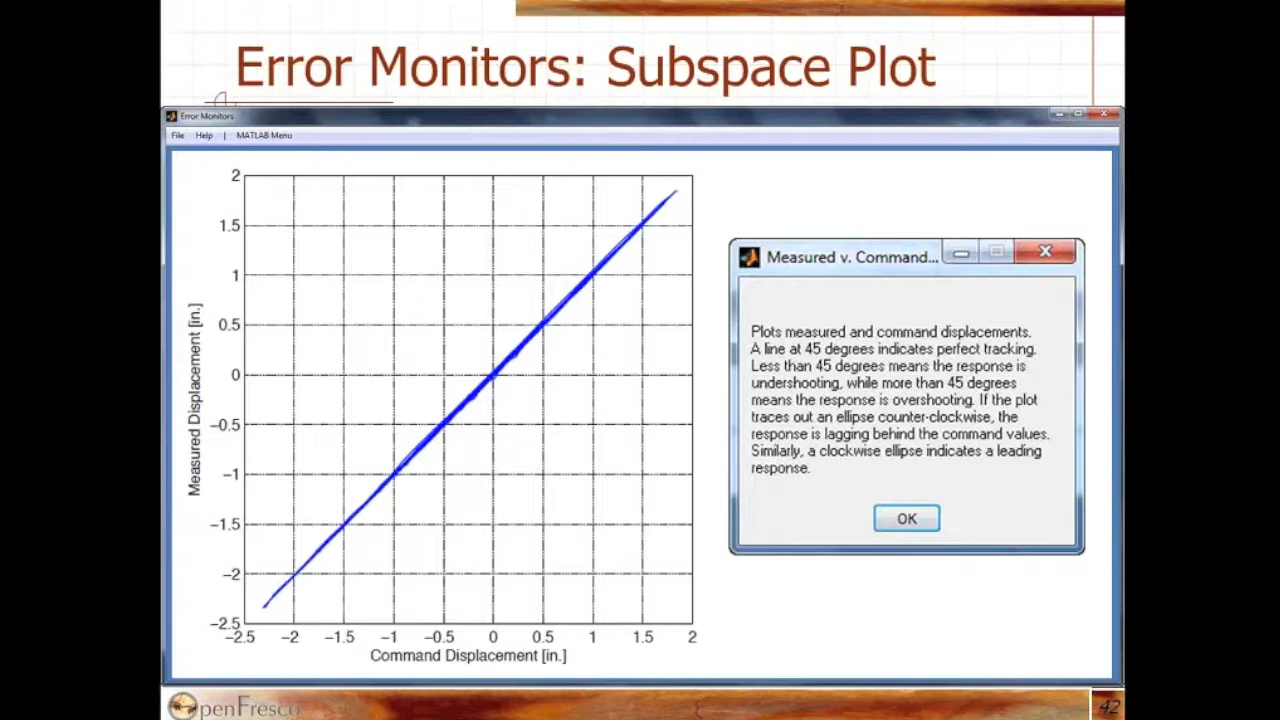 Error Monitors: Subspace Plot
Error Monitors
File Help | MATLAB Menu
2
1.5
1
0.5
0
−0.5
−1
−1.5
−2
−2.5
−2.5 −2 −1.5 −1 −0.5 0 0.5 1 1.5 2
Measured Displacement [in.]
Command Displacement [in.]
Measured v. Command...
Plots measured and command displacements.
A line at 45 degrees indicates perfect tracking.
Less than 45 degrees means the response is
undershooting, while more than 45 degrees
means the response is overshooting. If the plot
traces out an ellipse counter-clockwise, the
response is lagging behind the command values.
Similarly, a clockwise ellipse indicates a leading
response.
OK
OpenFresco
42